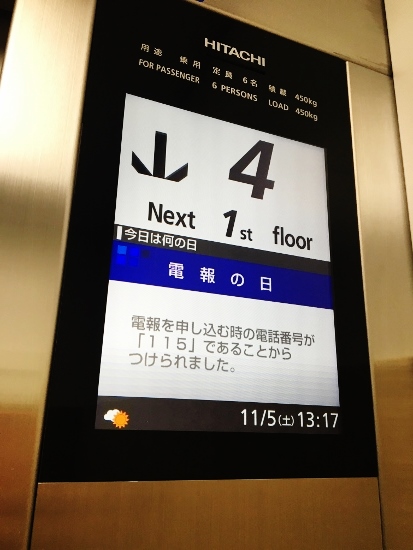 HITACHI
用途 乗用 定員 6名 積載 450kg
FOR PASSENGER 6 PERSONS LOAD 450kg
↓ 4
Next 1st floor
今日は何の日
電報の日
電報を申し込む時の電話番号が
「115」であることから
つけられました。
11/5(土)13:17